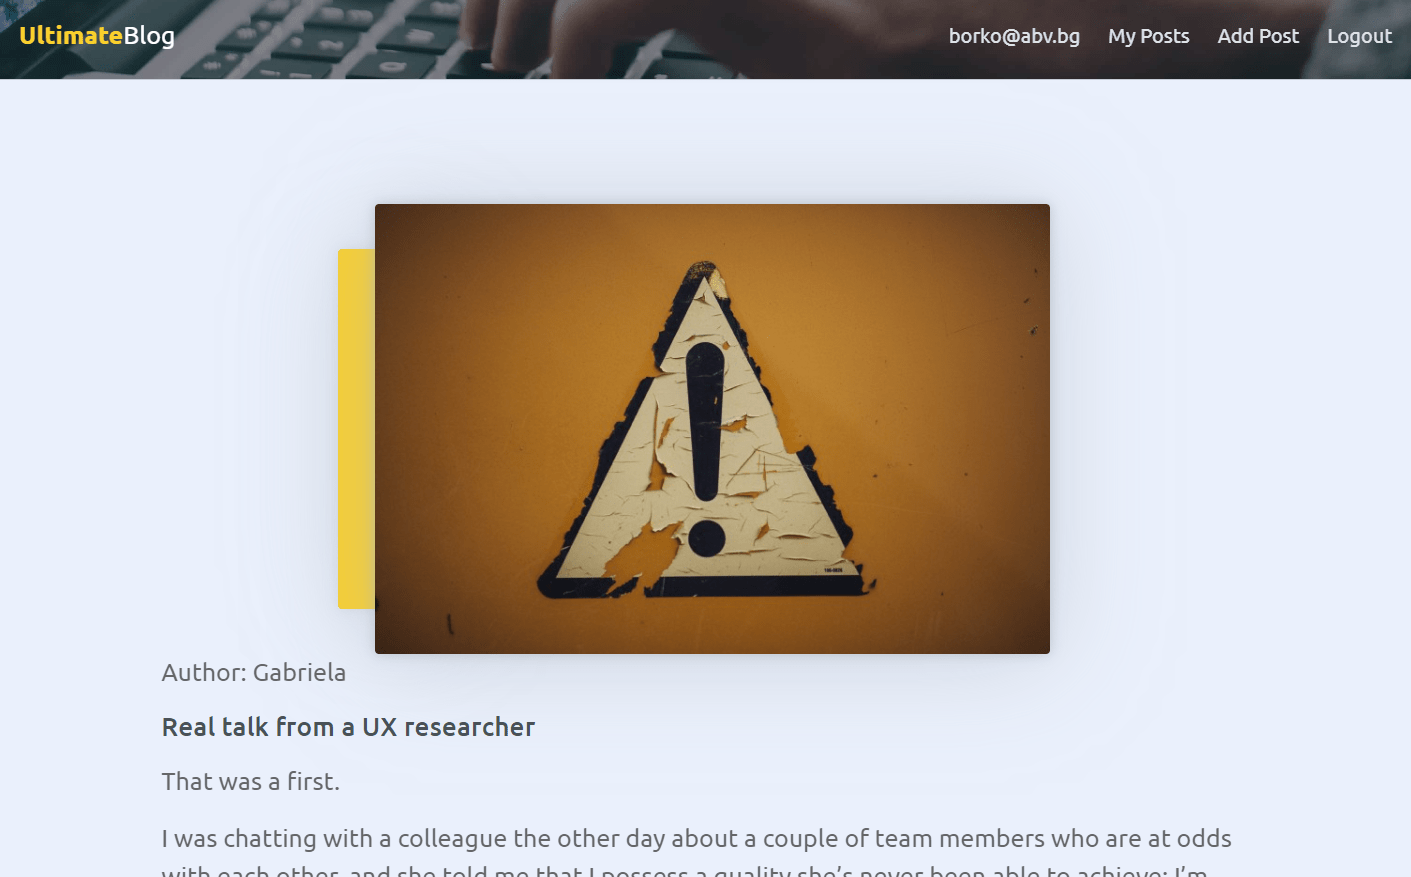 UltimateBlog borko@abv.bg My Posts Add Post Logout
Author: Gabriela
Real talk from a UX researcher
That was a first.
I was chatting with a colleague the other day about a couple of team members who are at odds
with each other, and she told me that I possess a quality she’s never been able to achieve: I’m